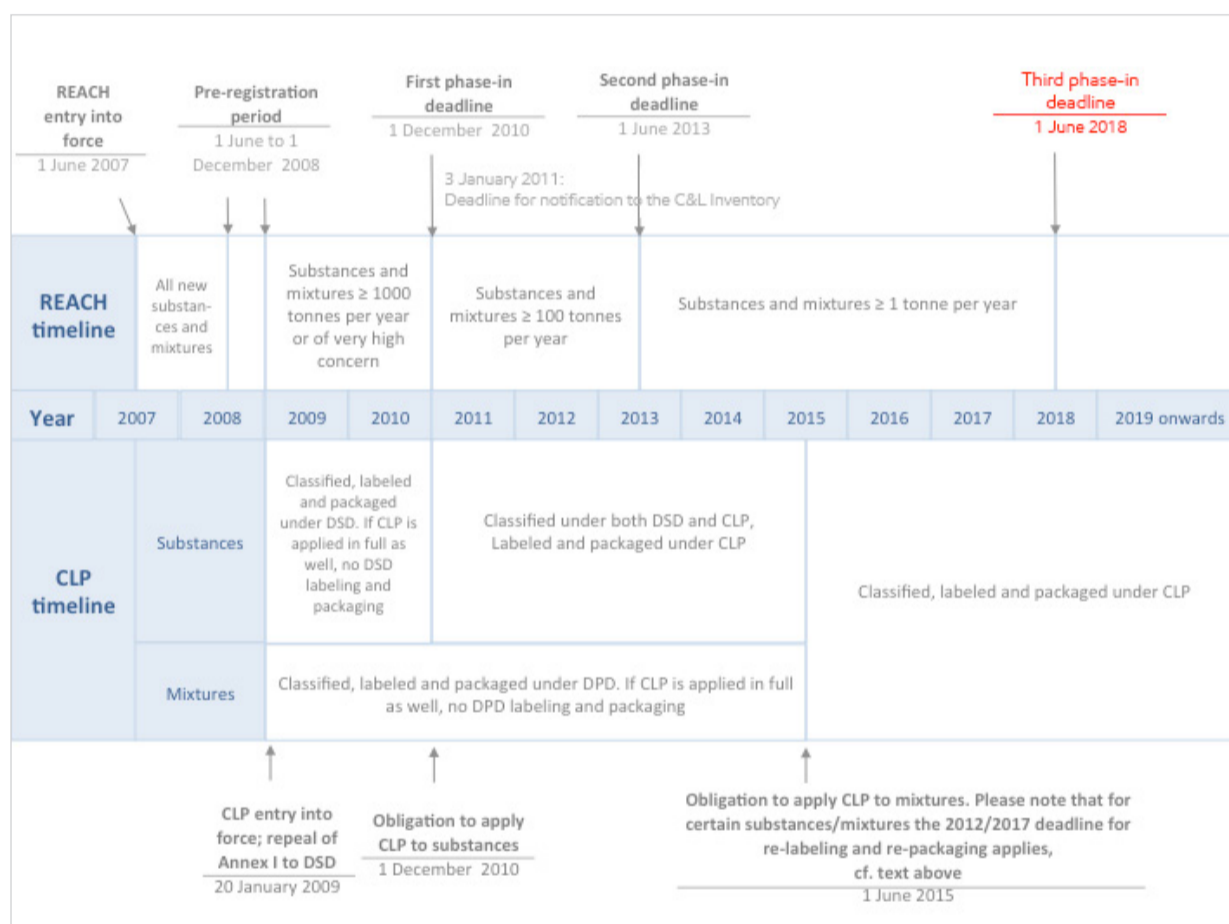 REACH
entry into
force
1 June 2007
Pre-registration
period
1 June to 1
December 2008
First phase-in
deadline
1 December 2010
Second phase-in
deadline
1 June 2013
Third phase-in
deadline
1 June 2018
3 January 2011:
Deadline for notification to the C&L Inventory
REACH
timeline
All new
substan-
ces and
mixtures
Substances and
mixtures ≥ 1000
tonnes per year
or of very high
concern
Substances and
mixtures ≥ 100 tonnes
per year
Substances and mixtures ≥ 1 tonne per year
Year 2007 2008 2009 2010 2011 2012 2013 2014 2015 2016 2017 2018 2019 onwards
CLP
timeline
Substances
Classified, labeled
and packaged
under DSD. If CLP is
applied in full as
well, no DSD
labeling and
packaging
Classified under both DSD and CLP,
Labeled and packaged under CLP
Classified, labeled and packaged under CLP
Mixtures
Classified, labeled and packaged under DPD. If CLP is applied in full
as well, no DPD labeling and packaging
CLP entry into
force; repeal of
Annex I to DSD
20 January 2009
Obligation to apply
CLP to substances
1 December 2010
Obligation to apply CLP to mixtures. Please note that for
certain substances/mixtures the 2012/2017 deadline for
re-labeling and re-packaging applies,
cf. text above
1 June 2015